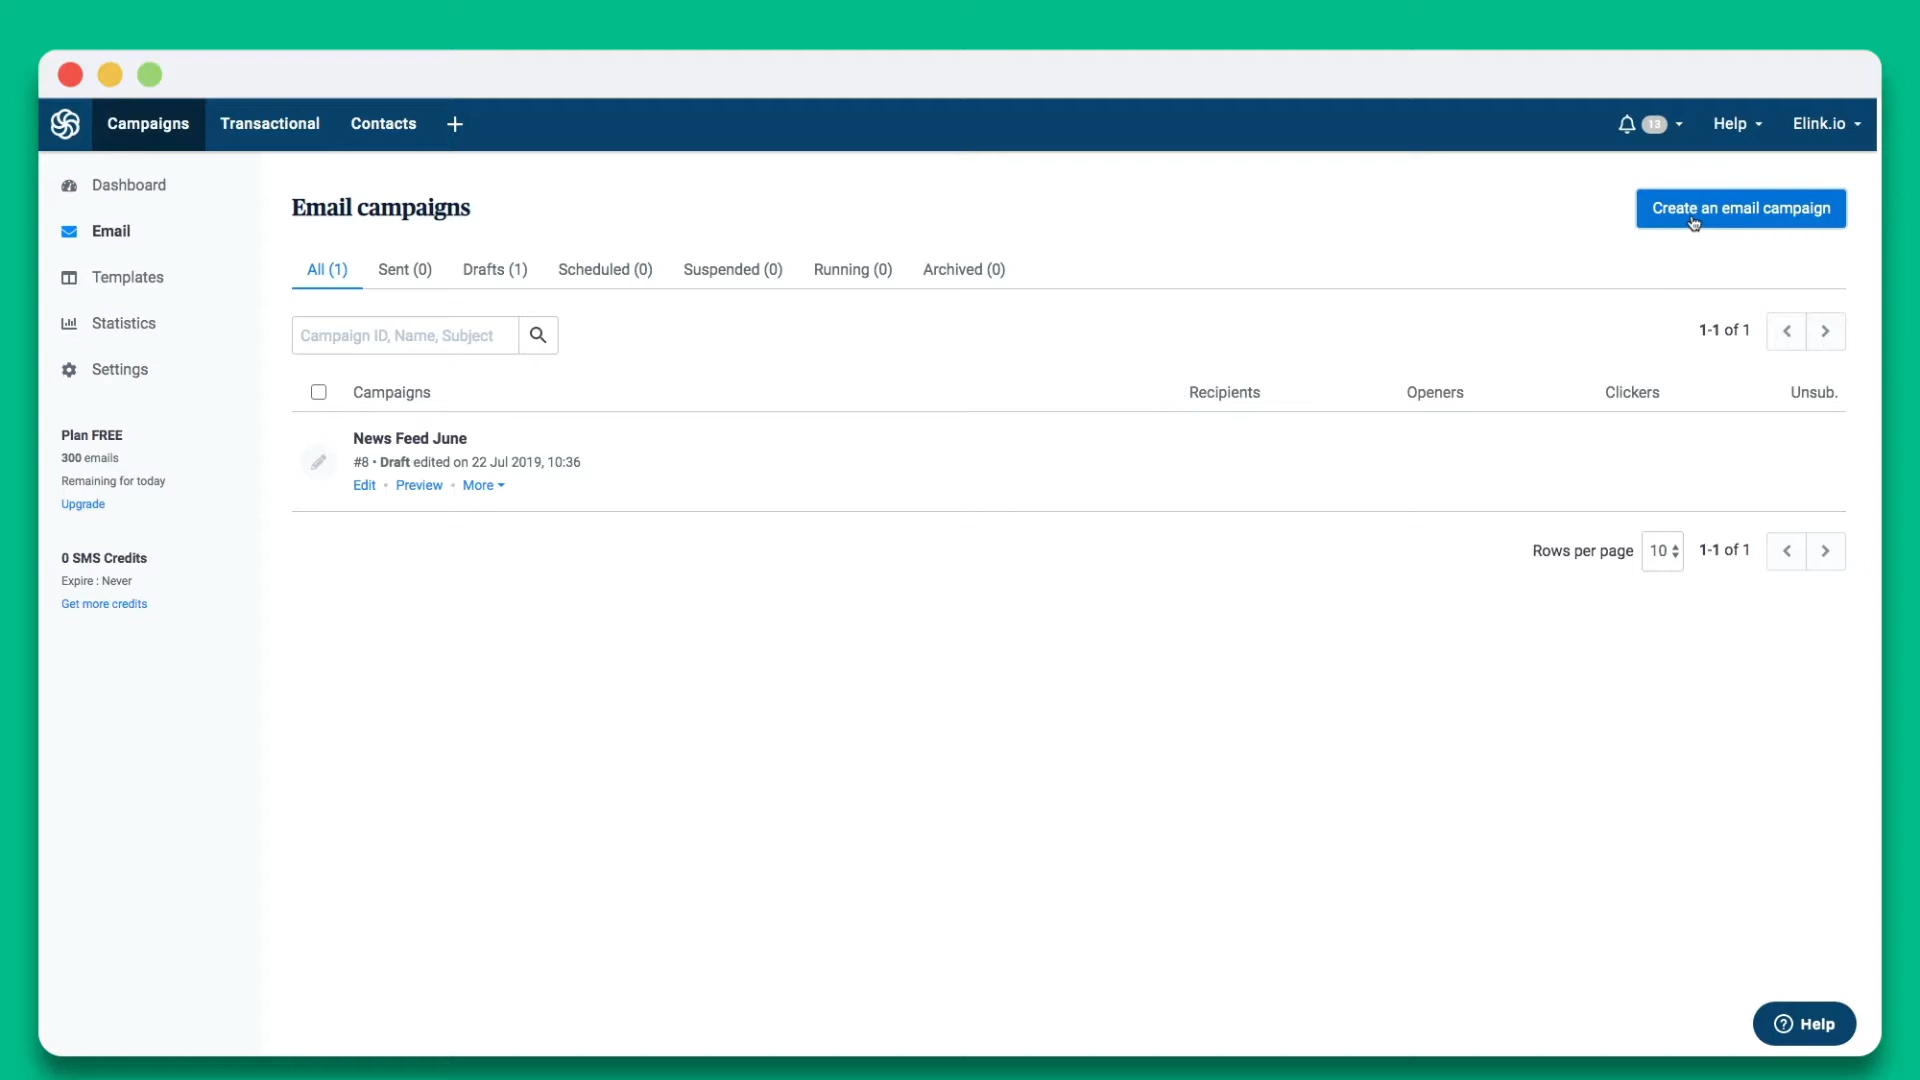 Campaigns Transactional Contacts + 13 Help Elink.io
Dashboard
Email
Templates
Statistics
Settings
Plan FREE
300 emails
Remaining for today
Upgrade
0 SMS Credits
Expire : Never
Get more credits
Email campaigns
Create an email campaign
All (1) Sent (0) Drafts (1) Scheduled (0) Suspended (0) Running (0) Archived (0)
Campaign ID, Name, Subject
1-1 of 1
Campaigns Recipients Openers Clickers Unsub.
News Feed June
#8 • Draft edited on 22 Jul 2019, 10:36
Edit • Preview • More
Rows per page 10 1-1 of 1
? Help